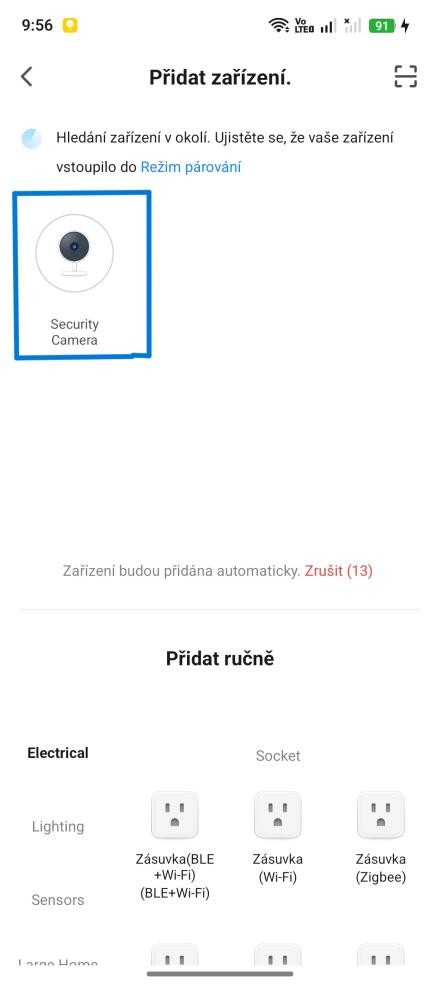 9:56
Vo
LTE
91
Přidat zařízení.
Hledání zařízení v okolí. Ujistěte se, že vaše zařízení
vstoupilo do Režim párování
Security
Camera
Zařízení budou přidána automaticky. Zrušit (13)
Přidat ručně
Electrical
Socket
Lighting
Zásuvka(BLE
+Wi-Fi)
(BLE+Wi-Fi)
Zásuvka
(Wi-Fi)
Zásuvka
(Zigbee)
Sensors
Large Home